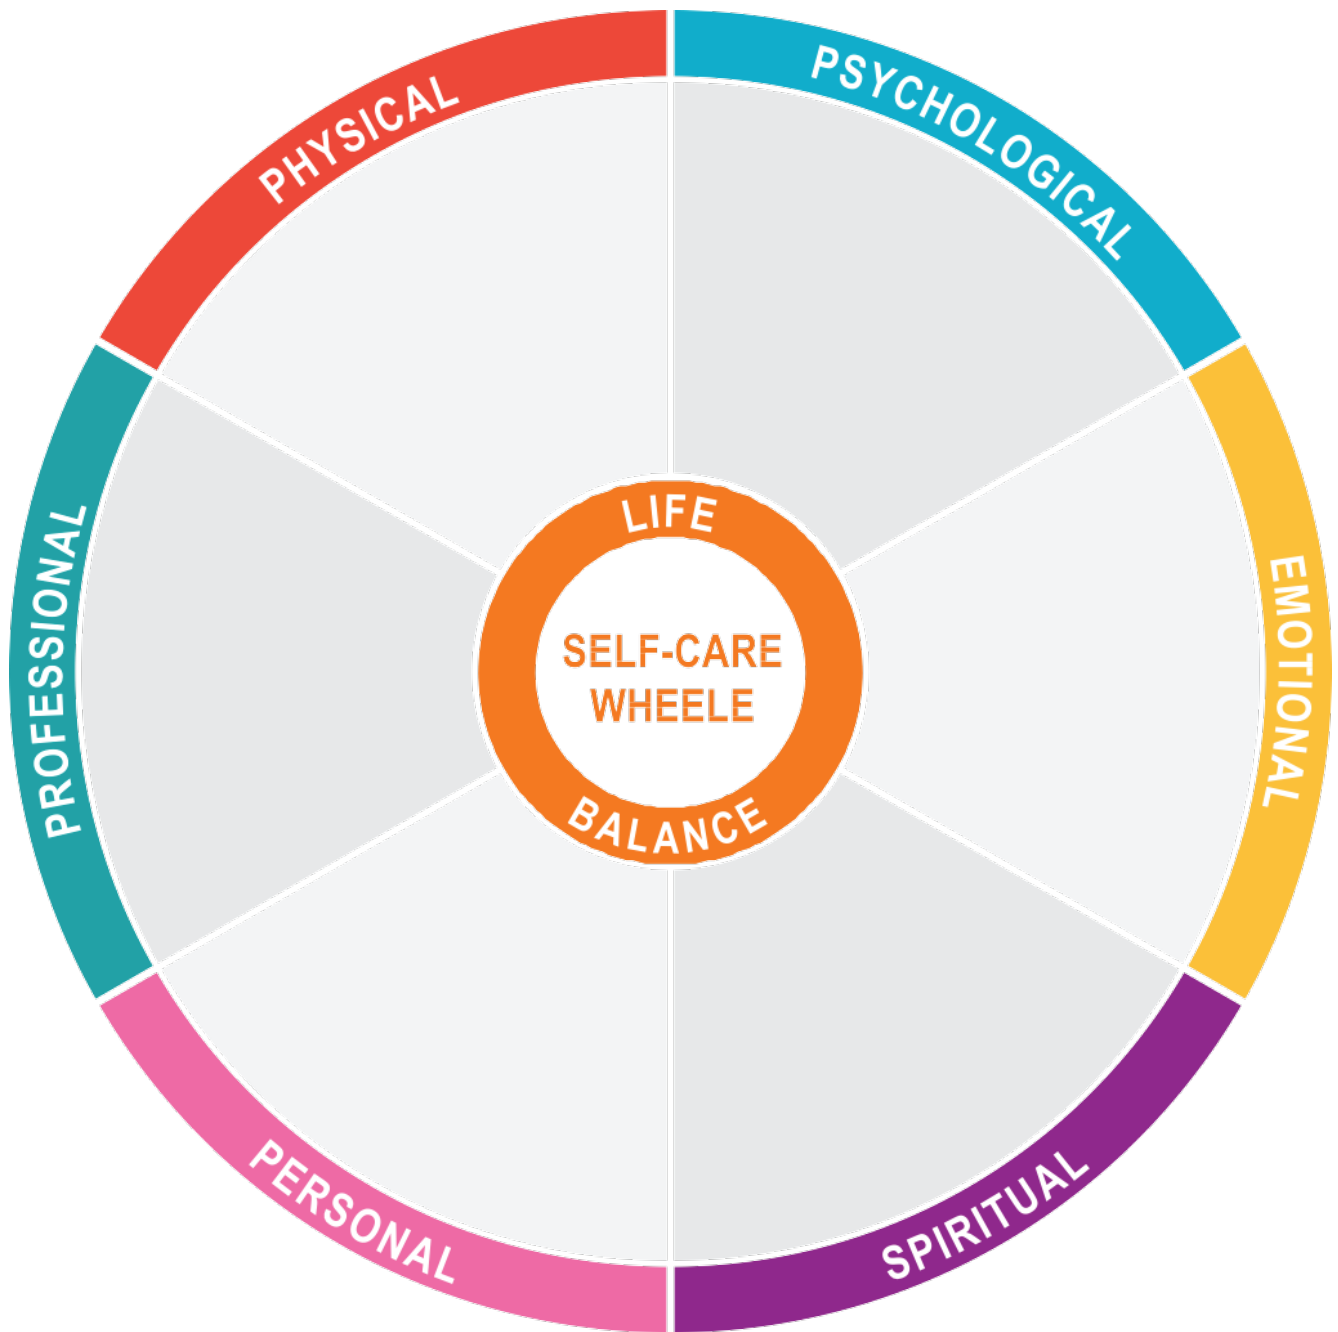 PHYSICAL
PSYCHOLOGICAL
EMOTIONAL
SPIRITUAL
PERSONAL
PROFESSIONAL
LIFE
SELF-CARE
WHEELE
BALANCE